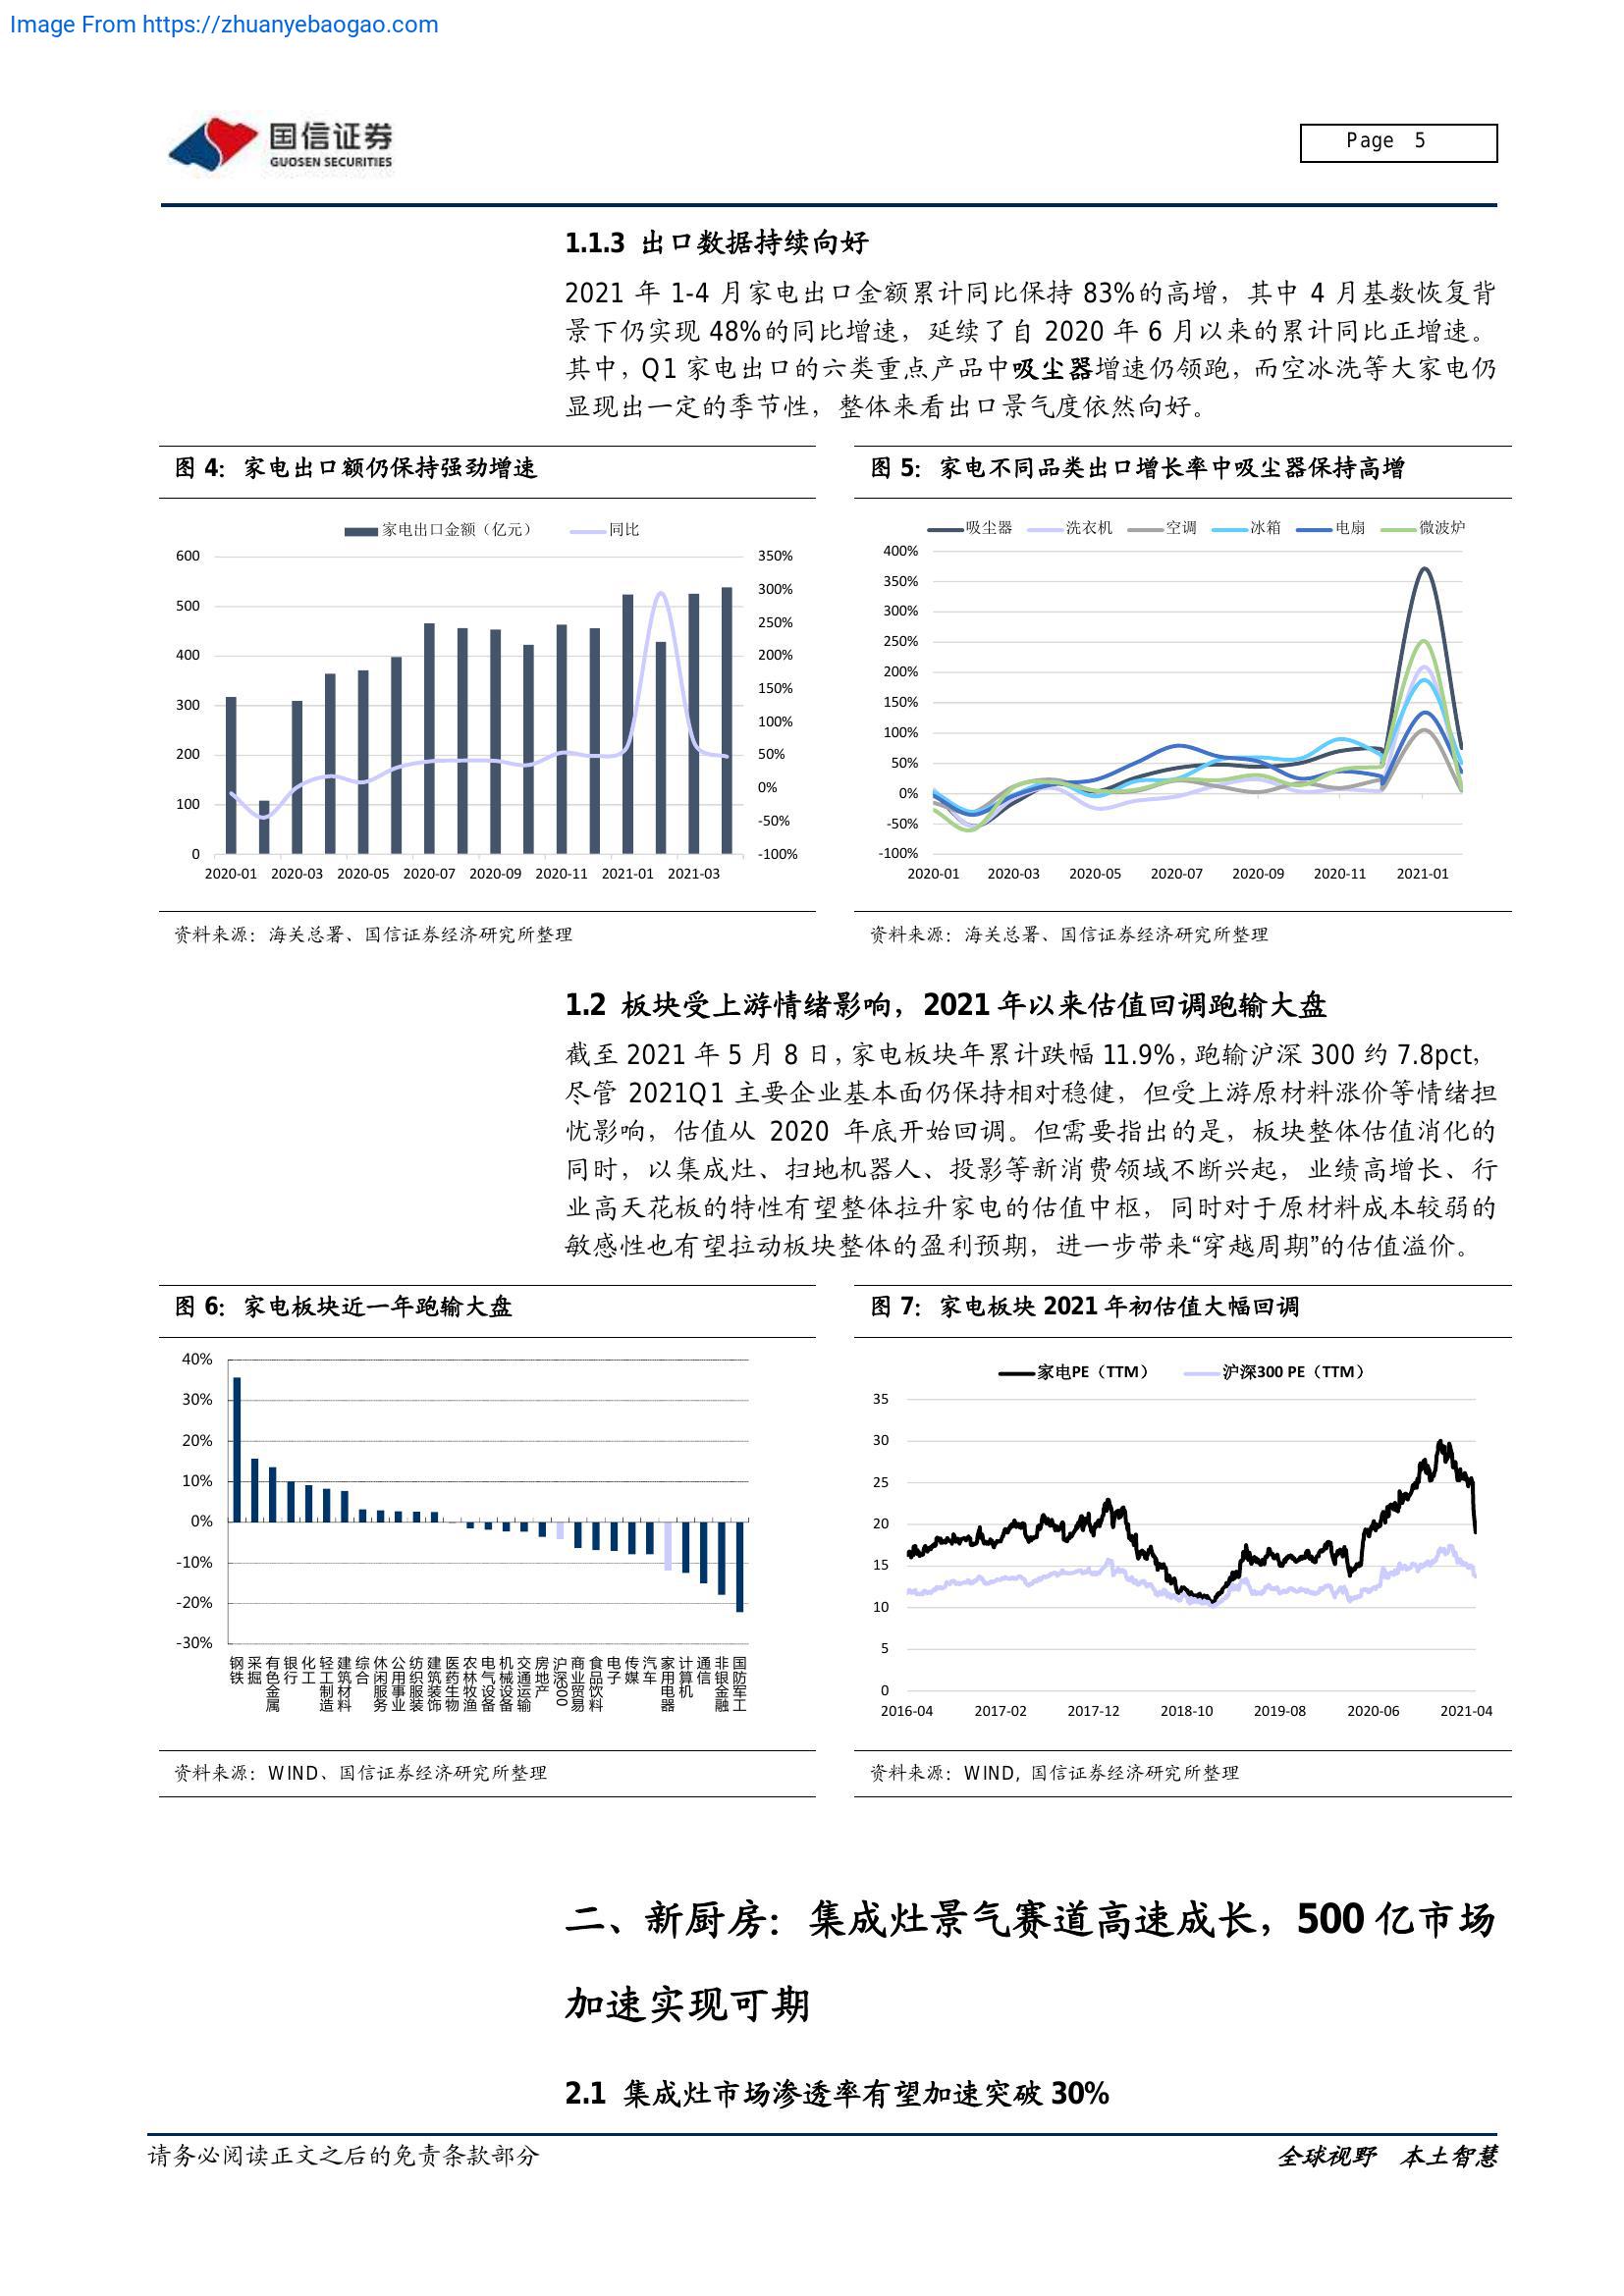 Image From https://zhuanyebaogao.com
国信证券
GUOSEN SECURITIES
Page 5
1.1.3 出口数据持续向好
2021 年 1-4 月家电出口金额累计同比保持 83%的高增，其中 4 月基数恢复背
景下仍实现 48%的同比增速，延续了自 2020 年 6 月以来的累计同比正增速。
其中，Q1 家电出口的六类重点产品中吸尘器增速仍领跑，而空冰洗等大家电仍
显现出一定的季节性，整体来看出口景气度依然向好。
图 4：家电出口额仍保持强劲增速
家电出口金额（亿元） 同比
600
500
400
300
200
100
0
350%
300%
250%
200%
150%
100%
50%
0%
-50%
-100%
2020-01 2020-03 2020-05 2020-07 2020-09 2020-11 2021-01 2021-03
资料来源：海关总署、国信证券经济研究所整理
图 5：家电不同品类出口增长率中吸尘器保持高增
吸尘器 洗衣机 空调 冰箱 电扇 微波炉
400%
350%
300%
250%
200%
150%
100%
50%
0%
-50%
-100%
2020-01 2020-03 2020-05 2020-07 2020-09 2020-11 2021-01
资料来源：海关总署、国信证券经济研究所整理
1.2 板块受上游情绪影响，2021 年以来估值回调跑输大盘
截至 2021 年 5 月 8 日，家电板块年累计跌幅 11.9%，跑输沪深 300 约 7.8pct，
尽管 2021Q1 主要企业基本面仍保持相对稳健，但受上游原材料涨价等情绪担
忧影响，估值从 2020 年底开始回调。但需要指出的是，板块整体估值消化的
同时，以集成灶、扫地机器人、投影等新消费领域不断兴起，业绩高增长、行
业高天花板的特性有望整体拉升家电的估值中枢，同时对于原材料成本较弱的
敏感性也有望拉动板块整体的盈利预期，进一步带来“穿越周期”的估值溢价。
图 6：家电板块近一年跑输大盘
40%
30%
20%
10%
0%
-10%
-20%
-30%
钢铁 采掘 有色金属 银行 化工 轻工制造 建筑材料 综合 休闲服务 公用事业 纺织服装 建筑装饰 医药生物 农林牧渔 电气设备 机械设备 交通运输 房地产 沪深300 商业贸易 食品饮料 电子 传媒 汽车 家用电器 计算机 通信 非银金融 国防军工
资料来源：WIND、国信证券经济研究所整理
图 7：家电板块 2021 年初估值大幅回调
家电PE（TTM） 沪深300 PE（TTM）
35
30
25
20
15
10
5
0
2016-04 2017-02 2017-12 2018-10 2019-08 2020-06 2021-04
资料来源：WIND, 国信证券经济研究所整理
二、新厨房：集成灶景气赛道高速成长，500 亿市场
加速实现可期
2.1 集成灶市场渗透率有望加速突破 30%
请务必阅读正文之后的免责条款部分
全球视野 本土智慧